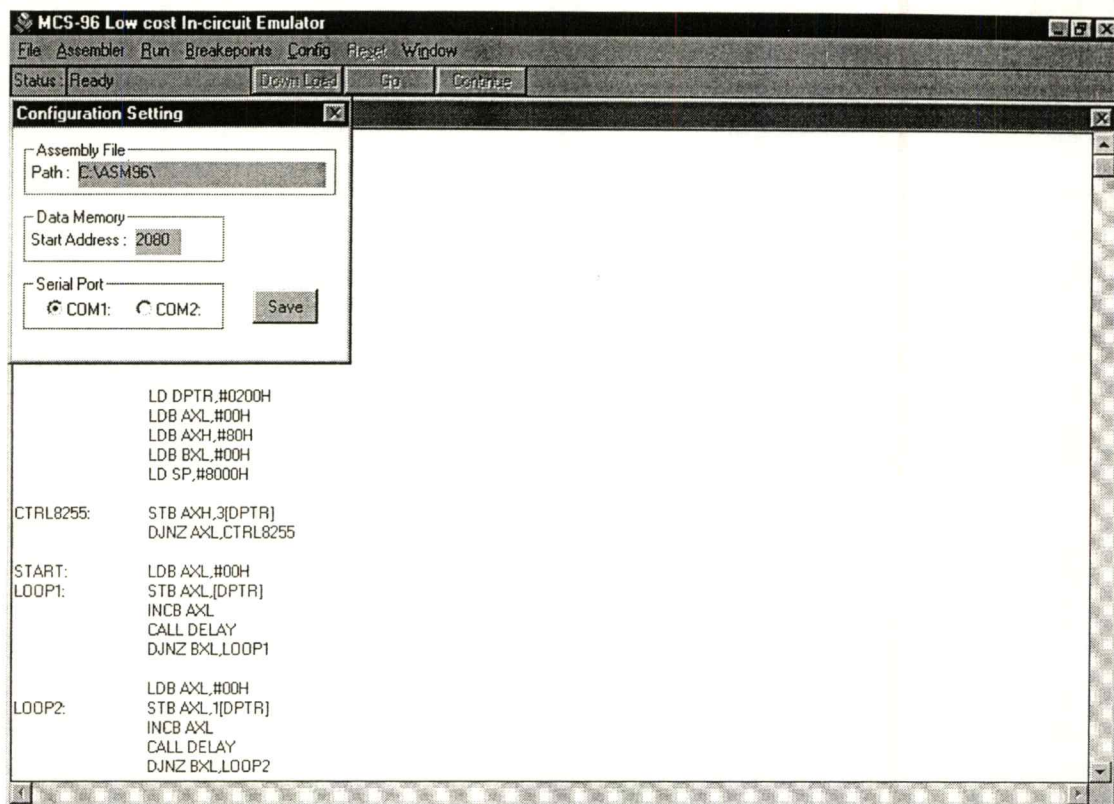 MCS-96 Low cost In-circuit Emulator
File Assembler Run Breakepoints Config Reset Window
Status: Ready Down Load Go Continue
Configuration Setting
Assembly File
Path: C:\ASM96\
Data Memory
Start Address: 2080
Serial Port
COM1: COM2: Save
LD DPTR,#0200H
LDB AXL,#00H
LDB AXH,#80H
LDB BXL,#00H
LD SP,#8000H
CTRL8255: STB AXH,3[DPTR]
DJNZ AXL,CTRL8255
START: LDB AXL,#00H
LOOP1: STB AXL,[DPTR]
INCB AXL
CALL DELAY
DJNZ BXL,LOOP1
LDB AXL,#00H
LOOP2: STB AXL,1[DPTR]
INCB AXL
CALL DELAY
DJNZ BXL,LOOP2